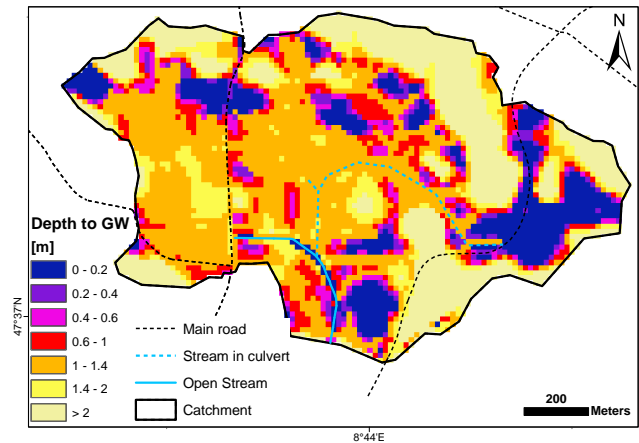 N
Depth to GW
[m]
0 - 0.2
0.2 - 0.4
0.4 - 0.6
0.6 - 1
1 - 1.4
1.4 - 2
> 2
Main road
Stream in culvert
Open Stream
Catchment
200
Meters
47°37'
8°44'E